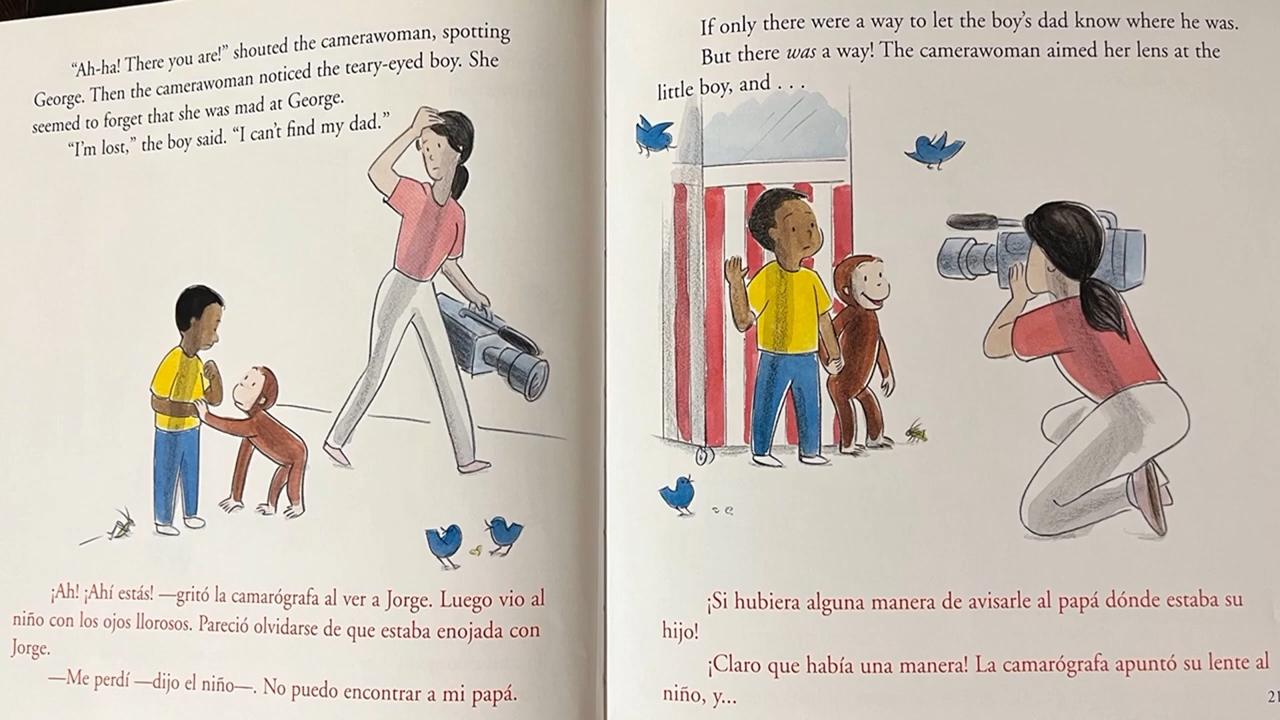 “Ah-ha! There you are!” shouted the camerawoman, spotting
George. Then the camerawoman noticed the teary-eyed boy. She
seemed to forget that she was mad at George.
“I’m lost,” the boy said. “I can’t find my dad.”
¡Ah! ¡Ahí estás! —gritó la camarógrafa al ver a Jorge. Luego vio al
niño con los ojos llorosos. Pareció olvidarse de que estaba enojada con
Jorge.
—Me perdí —dijo el niño—. No puedo encontrar a mi papá.
If only there were a way to let the boy’s dad know where he was.
But there was a way! The camerawoman aimed her lens at the
little boy, and . . .
¡Si hubiera alguna manera de avisarle al papá dónde estaba su
hijo!
¡Claro que había una manera! La camarógrafa apuntó su lente al
niño, y...
21